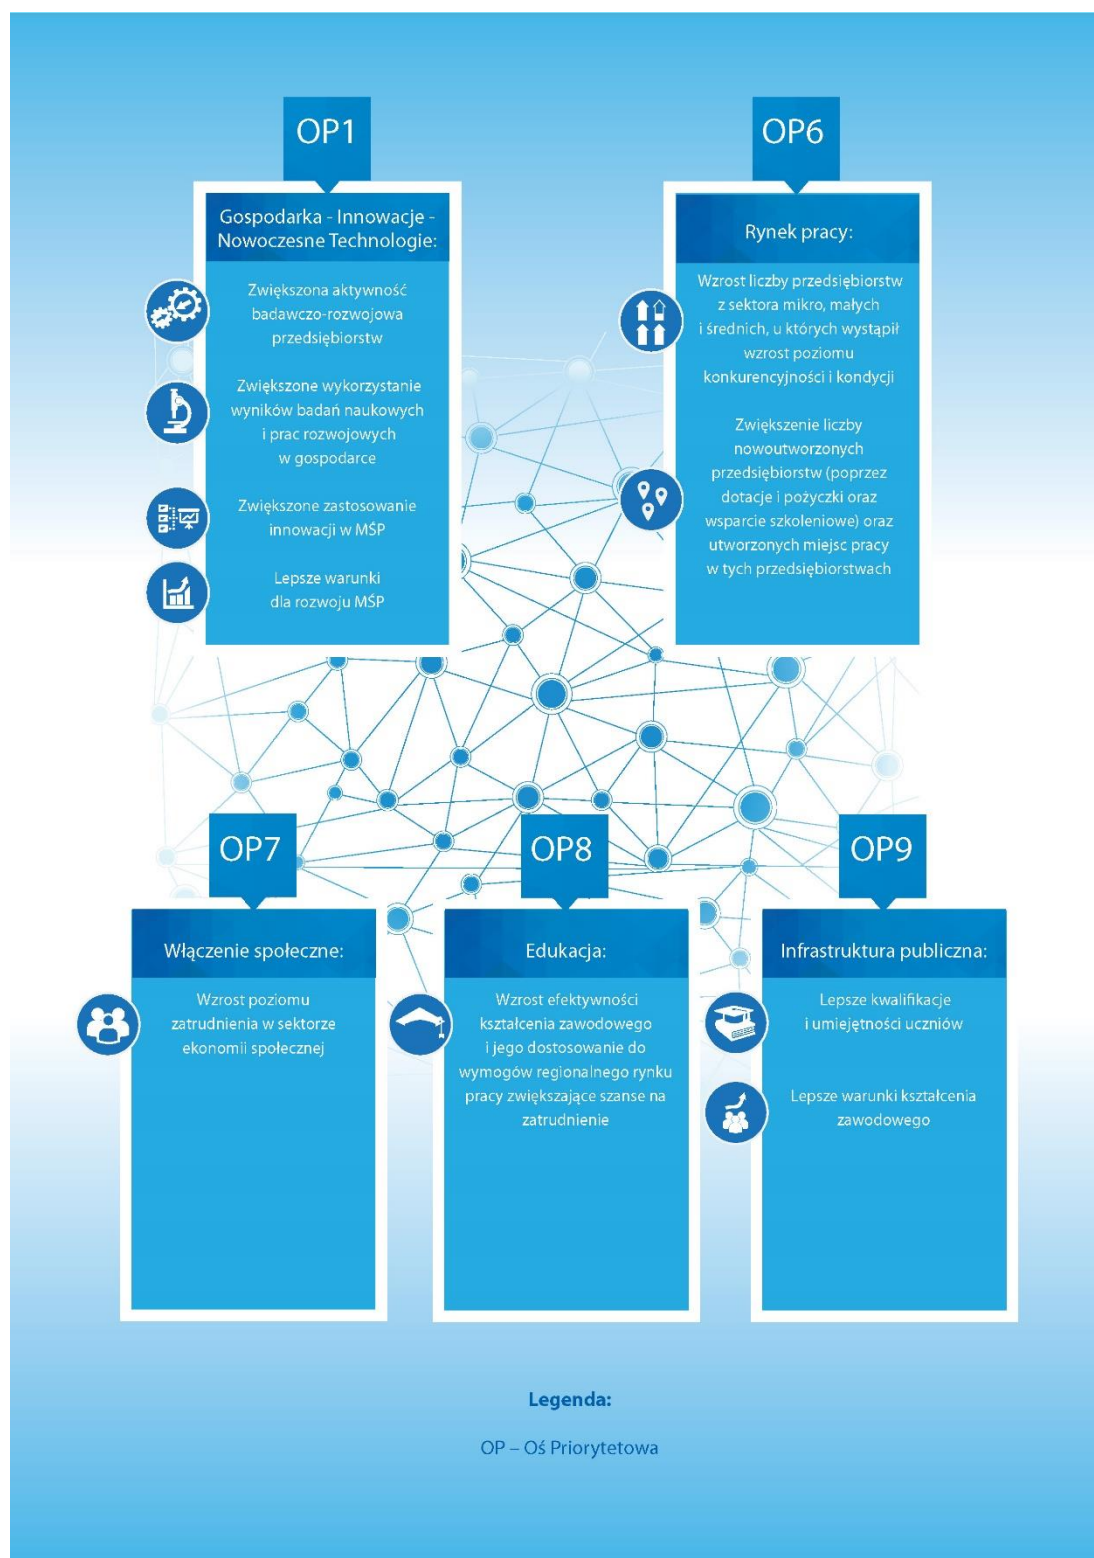 OP1
Gospodarka - Innowacje -
Nowoczesne Technologie:
Zwiększona aktywność
badawczo-rozwojowa
przedsiębiorstw
Zwiększone wykorzystanie
wyników badań naukowych
i prac rozwojowych
w gospodarce
Zwiększone zastosowanie
innowacji w MŚP
Lepsze warunki
dla rozwoju MŚP
OP6
Rynek pracy:
Wzrost liczby przedsiębiorstw
z sektora mikro, małych
i średnich, u których wystąpił
wzrost poziomu
konkurencyjności i kondycji
Zwiększenie liczby
nowoutworzonych
przedsiębiorstw (poprzez
dotacje i pożyczki oraz
wsparcie szkoleniowe) oraz
utworzonych miejsc pracy
w tych przedsiębiorstwach
OP7
Włączenie społeczne:
Wzrost poziomu
zatrudnienia w sektorze
ekonomii społecznej
OP8
Edukacja:
Wzrost efektywności
kształcenia zawodowego
i jego dostosowanie do
wymogów regionalnego rynku
pracy zwiększające szanse na
zatrudnienie
OP9
Infrastruktura publiczna:
Lepsze kwalifikacje
i umiejętności uczniów
Lepsze warunki kształcenia
zawodowego
Legenda:
OP – Oś Priorytetowa